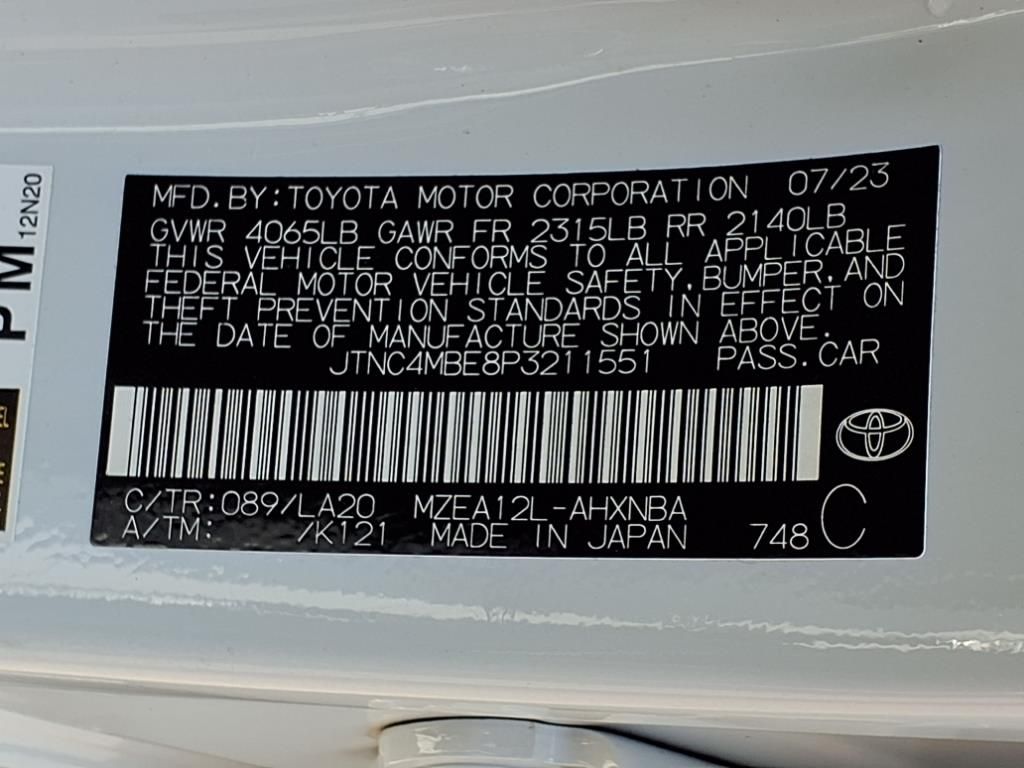 MFD. BY: TOYOTA MOTOR CORPORATION 07/23
GVWR 4065LB GAWR FR 2315LB RR 2140LB
THIS VEHICLE CONFORMS TO ALL APPLICABLE
FEDERAL MOTOR VEHICLE SAFETY, BUMPER, AND
THEFT PREVENTION STANDARDS IN EFFECT ON
THE DATE OF MANUFACTURE SHOWN ABOVE.
JTNC4MBE8P3211551 PASS. CAR
C/TR: 089/LA20 MZEA12L-AHXNBA C
A/TM: /K121 MADE IN JAPAN 748
PM
12N20